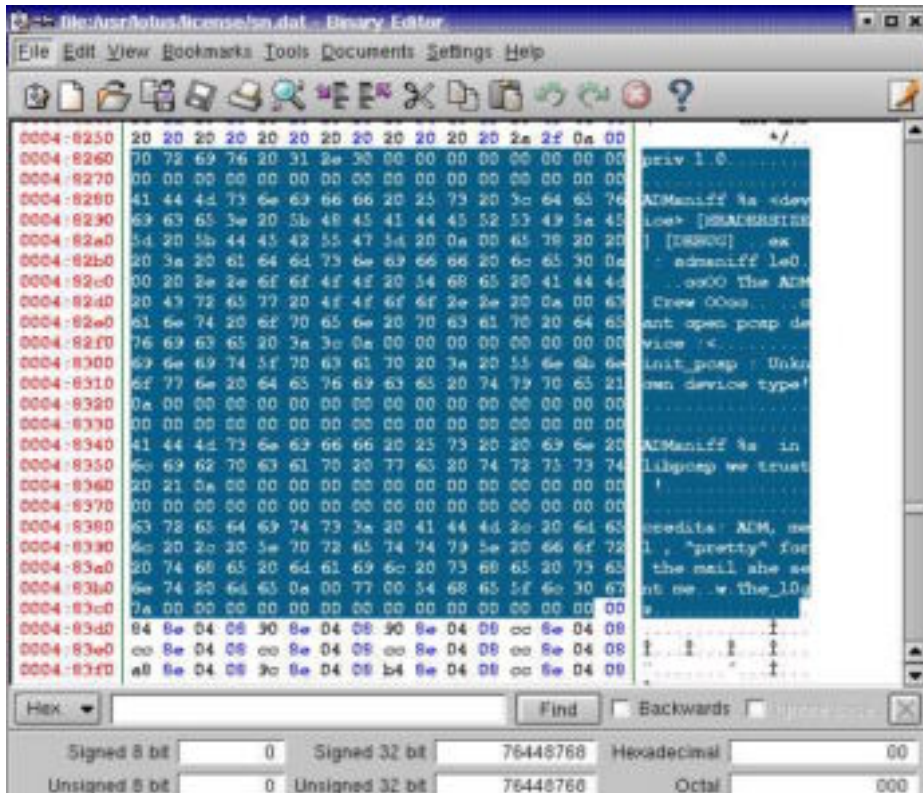 file:/usr/lotus/license/sn.dat - Binary Editor
File Edit View Bookmarks Tools Documents Settings Help
0004:8250 20 20 20 20 20 20 20 20 20 20 20 20 2a 2f 0a 00 */..
0004:8260 70 72 69 76 20 31 2e 30 00 00 00 00 00 00 00 00 priv 1.0........
0004:8270 00 00 00 00 00 00 00 00 00 00 00 00 00 00 00 00 ................
0004:8280 41 44 4d 73 6e 69 66 66 20 25 73 20 3c 64 65 76 ADMsniff %s <dev
0004:8290 69 63 65 3e 20 5b 48 45 41 44 45 52 53 49 5a 45 ice> [HEADERSIZE
0004:82a0 5d 20 5b 44 45 42 55 47 5d 20 0a 00 65 78 20 20 ] [DEBUG] ..ex
0004:82b0 20 3a 20 61 64 6d 73 6e 69 66 66 20 6c 65 30 0a : admsniff le0.
0004:82c0 00 20 2e 2e 6f 6f 4f 4f 20 54 68 65 20 41 44 4d . ..ooOO The ADM
0004:82d0 20 43 72 65 77 20 4f 4f 6f 6f 2e 2e 20 0a 00 63 Crew OOoo.. ..c
0004:82e0 61 6e 74 20 6f 70 65 6e 20 70 63 61 70 20 64 65 ant open pcap de
0004:82f0 76 69 63 65 20 3a 3c 0a 00 00 00 00 00 00 00 00 vice :<.........
0004:8300 69 6e 69 74 5f 70 63 61 70 20 3a 20 55 6e 6b 6e init_pcap : Unkn
0004:8310 6f 77 6e 20 64 65 76 69 63 65 20 74 79 70 65 21 own device type!
0004:8320 0a 00 00 00 00 00 00 00 00 00 00 00 00 00 00 00 ................
0004:8330 00 00 00 00 00 00 00 00 00 00 00 00 00 00 00 00 ................
0004:8340 41 44 4d 73 6e 69 66 66 20 25 73 20 20 69 6e 20 ADMsniff %s  in
0004:8350 6c 69 62 70 63 61 70 20 77 65 20 74 72 75 73 74 libpcap we trust
0004:8360 20 21 0a 00 00 00 00 00 00 00 00 00 00 00 00 00 !..............
0004:8370 00 00 00 00 00 00 00 00 00 00 00 00 00 00 00 00 ................
0004:8380 63 72 65 64 69 74 73 3a 20 41 44 4d 2c 20 6d 65 credits: ADM, me
0004:8390 6c 20 2c 20 5e 70 72 65 74 74 79 5e 20 66 6f 72 l , ^pretty^ for
0004:83a0 20 74 68 65 20 6d 61 69 6c 20 73 68 65 20 73 65 the mail she se
0004:83b0 6e 74 20 6d 65 0a 00 77 00 54 68 65 5f 6c 30 67 nt me..w.The_l0g
0004:83c0 7a 00 00 00 00 00 00 00 00 00 00 00 00 00 00 00 z...............
0004:83d0 84 8e 04 08 90 8e 04 08 90 8e 04 08 cc 8e 04 08
0004:83e0 cc 8e 04 08 cc 8e 04 08 cc 8e 04 08 cc 8e 04 08
0004:83f0 a8 8e 04 08 9c 8e 04 08 b4 8e 04 08 cc 8e 04 08
Hex Find Backwards
Signed 8 bit 0 Signed 32 bit 76448768 Hexadecimal 00
Unsigned 8 bit 0 Unsigned 32 bit 76448768 Octal 000